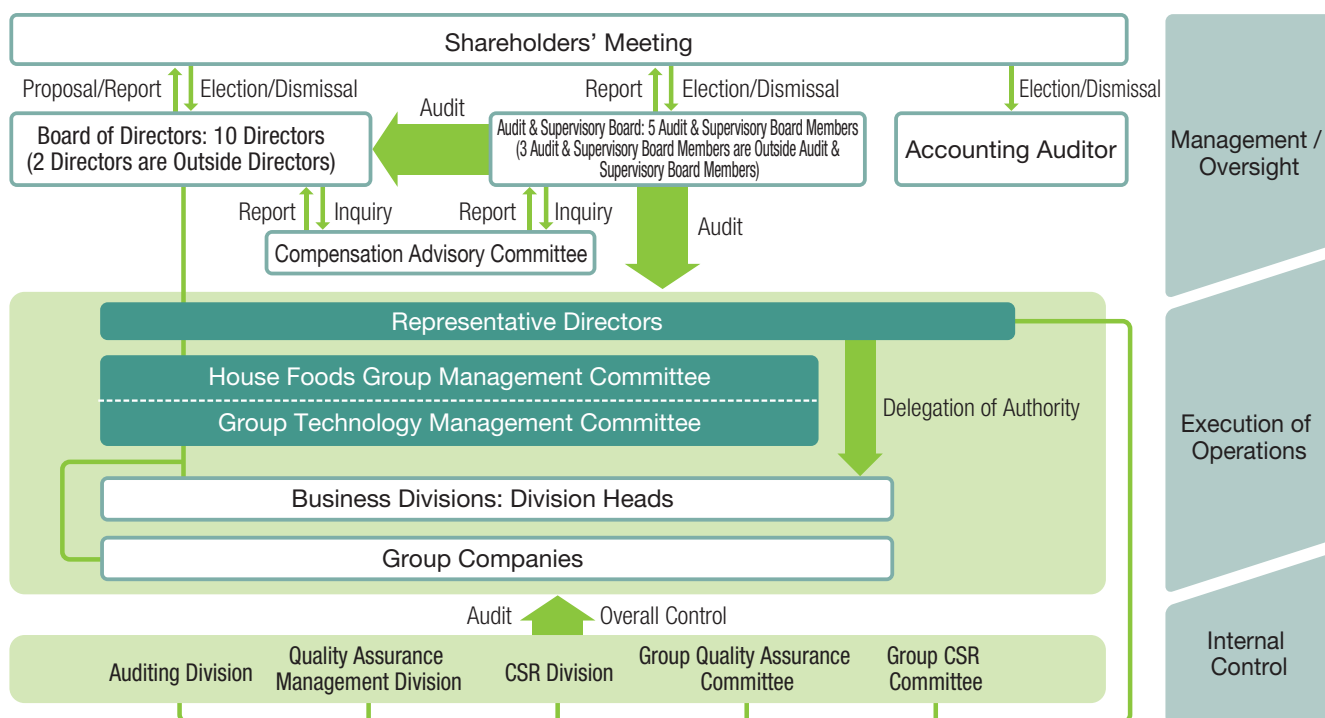 Shareholders' Meeting
Proposal/Report
Election/Dismissal
Report
Election/Dismissal
Election/Dismissal
Audit
Board of Directors: 10 Directors
(2 Directors are Outside Directors)
Audit & Supervisory Board: 5 Audit & Supervisory Board Members
(3 Audit & Supervisory Board Members are Outside Audit &
Supervisory Board Members)
Accounting Auditor
Management /
Oversight
Report
Inquiry
Report
Inquiry
Audit
Compensation Advisory Committee
Representative Directors
House Foods Group Management Committee
Group Technology Management Committee
Delegation of Authority
Execution of
Operations
Business Divisions: Division Heads
Group Companies
Audit
Overall Control
Auditing Division
Quality Assurance
Management Division
CSR Division
Group Quality Assurance
Committee
Group CSR
Committee
Internal
Control